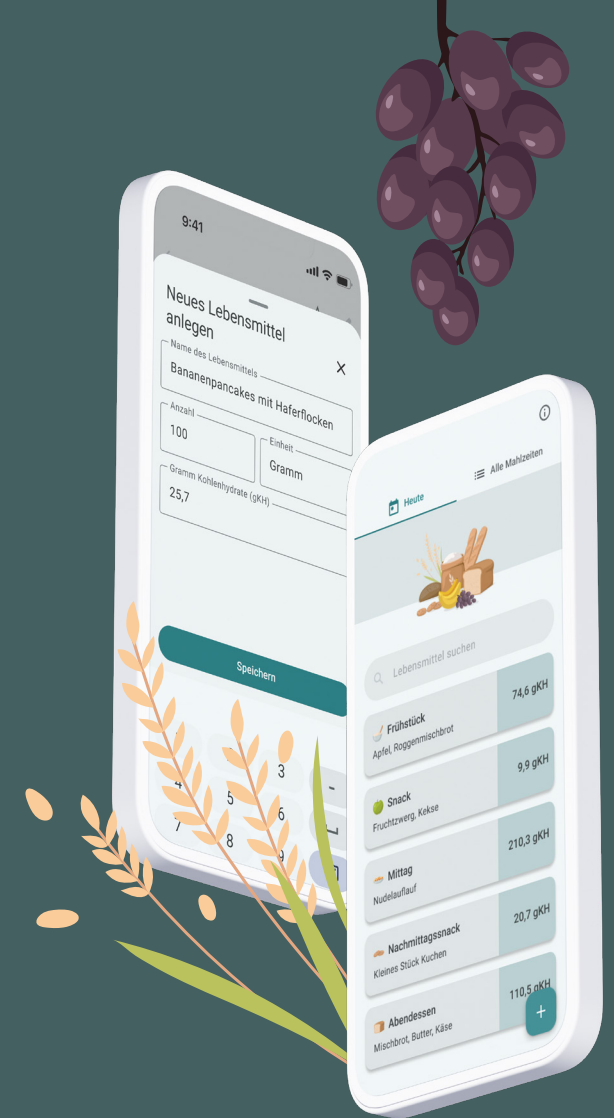 9:41
Neues Lebensmittel
anlegen
Name des Lebensmittels
Bananenpancakes mit Haferflocken
Anzahl
100
Einheit
Gramm
Gramm Kohlenhydrate (gKH)
25,7
Speichern
3
-
4
5
6
7
8
9
Heute
Alle Mahlzeiten
Lebensmittel suchen
Frühstück
Apfel, Roggenmischbrot
74,6 gKH
Snack
Fruchtzwerg, Kekse
9,9 gKH
Mittag
Nudelauflauf
210,3 gKH
Nachmittagssnack
Kleines Stück Kuchen
20,7 gKH
Abendessen
Mischbrot, Butter, Käse
110,5 gKH
+